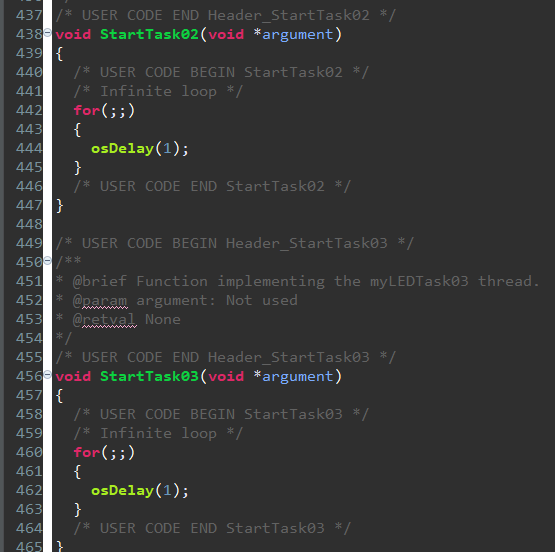 437 /* USER CODE END Header_StartTask02 */
438 void StartTask02(void *argument)
439 {
440   /* USER CODE BEGIN StartTask02 */
441   /* Infinite loop */
442   for(;;)
443   {
444     osDelay(1);
445   }
446   /* USER CODE END StartTask02 */
447 }
448
449 /* USER CODE BEGIN Header_StartTask03 */
450 /**
451 * @brief Function implementing the myLEDTask03 thread.
452 * @param argument: Not used
453 * @retval None
454 */
455 /* USER CODE END Header_StartTask03 */
456 void StartTask03(void *argument)
457 {
458   /* USER CODE BEGIN StartTask03 */
459   /* Infinite loop */
460   for(;;)
461   {
462     osDelay(1);
463   }
464   /* USER CODE END StartTask03 */
465 }